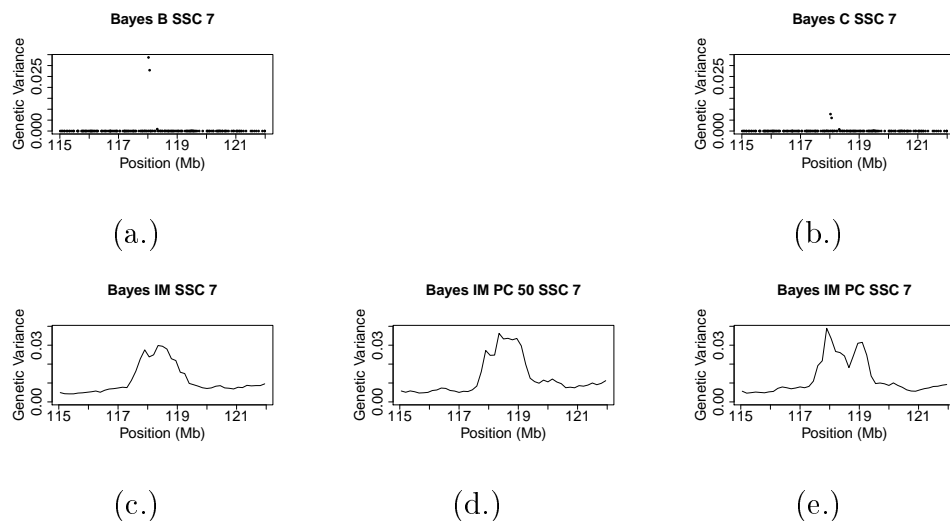 Bayes B SSC 7
Genetic Variance
0.000 0.025
115 117 119 121
Position (Mb)
(a.)
Bayes C SSC 7
Genetic Variance
0.000 0.025
115 117 119 121
Position (Mb)
(b.)
Bayes IM SSC 7
Genetic Variance
0.00 0.03
115 117 119 121
Position (Mb)
(c.)
Bayes IM PC 50 SSC 7
Genetic Variance
0.00 0.03
115 117 119 121
Position (Mb)
(d.)
Bayes IM PC SSC 7
Genetic Variance
0.00 0.03
115 117 119 121
Position (Mb)
(e.)